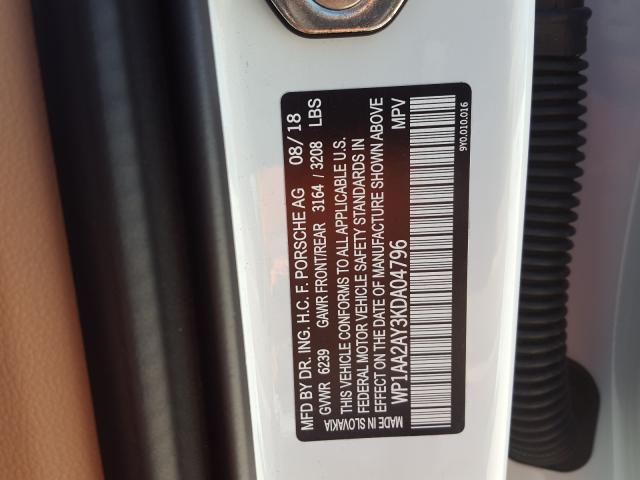 MFD BY DR. ING. H.C. F. PORSCHE AG 08/18
GVWR 6239 GAWR FRONT/REAR 3164 / 3208 LBS
MADE IN SLOVAKIA
THIS VEHICLE CONFORMS TO ALL APPLICABLE U.S.
FEDERAL MOTOR VEHICLE SAFETY STANDARDS IN
EFFECT ON THE DATE OF MANUFACTURE SHOWN ABOVE
WP1AA2AY3KDA04796 MPV
9Y0.010.016